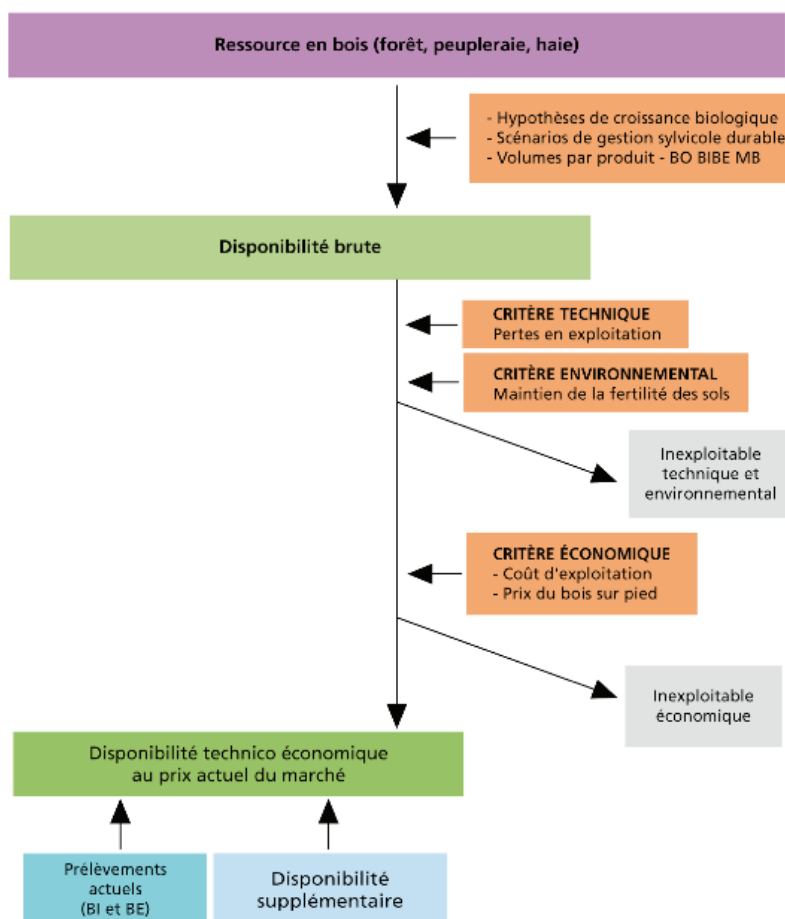 Ressource en bois (forêt, peupleraie, haie)
- Hypothèses de croissance biologique
- Scénarios de gestion sylvicole durable
- Volumes par produit - BO BIBE MB
Disponibilité brute
CRITÈRE TECHNIQUE
Pertes en exploitation
CRITÈRE ENVIRONNEMENTAL
Maintien de la fertilité des sols
Inexploitable
technique et
environnemental
CRITÈRE ÉCONOMIQUE
- Coût d'exploitation
- Prix du bois sur pied
Inexploitable
économique
Disponibilité technico économique
au prix actuel du marché
Prélèvements
actuels
(BI et BE)
Disponibilité
supplémentaire